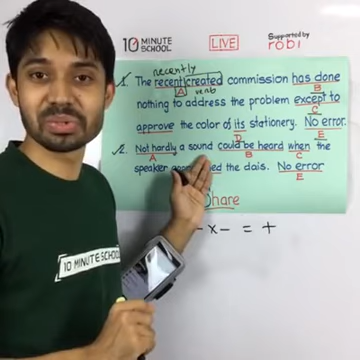 10 MINUTE SCHOOL
LIVE
Supported by
robi
recently
1. The recent created commission has done
A verb B
nothing to address the problem except to
C
approve the color of its stationery. No error.
D E
2. Not hardly a sound could be heard when the
A B C
speaker the dais. No error
E
Share
- x - = +
10 MINUTE SCHOOL